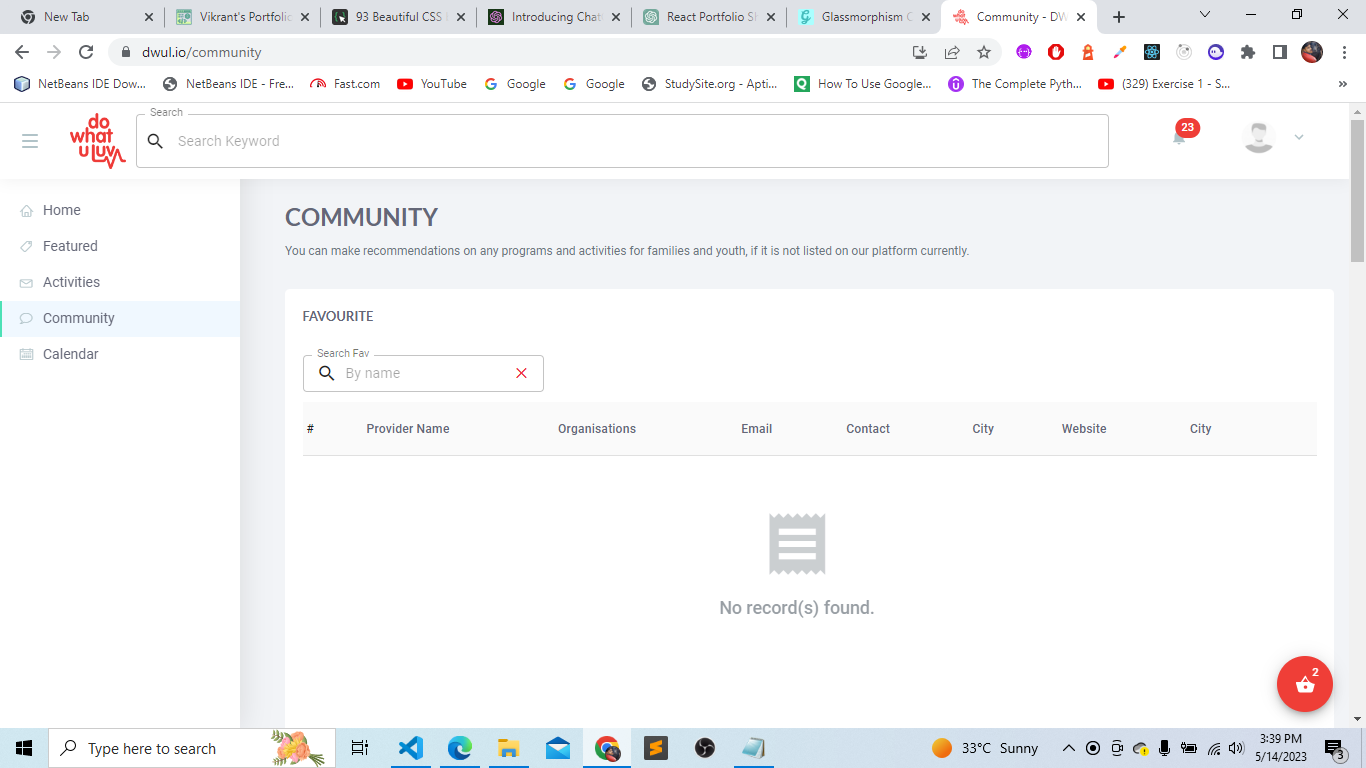 New Tab
Vikrant's Portfolio
93 Beautiful CSS
Introducing Chat
React Portfolio Sh
Glassmorphism C
Community - DW
dwul.io/community
NetBeans IDE Dow...
NetBeans IDE - Fre...
Fast.com
YouTube
Google
Google
StudySite.org - Apti...
How To Use Google...
The Complete Pyth...
(329) Exercise 1 - S...
do
what
u luv
Search
Search Keyword
23
Home
Featured
Activities
Community
Calendar
COMMUNITY
You can make recommendations on any programs and activities for families and youth, if it is not listed on our platform currently.
FAVOURITE
Search Fav
By name
# Provider Name Organisations Email Contact City Website City
No record(s) found.
2
Type here to search
33°C Sunny
3:39 PM
5/14/2023
3